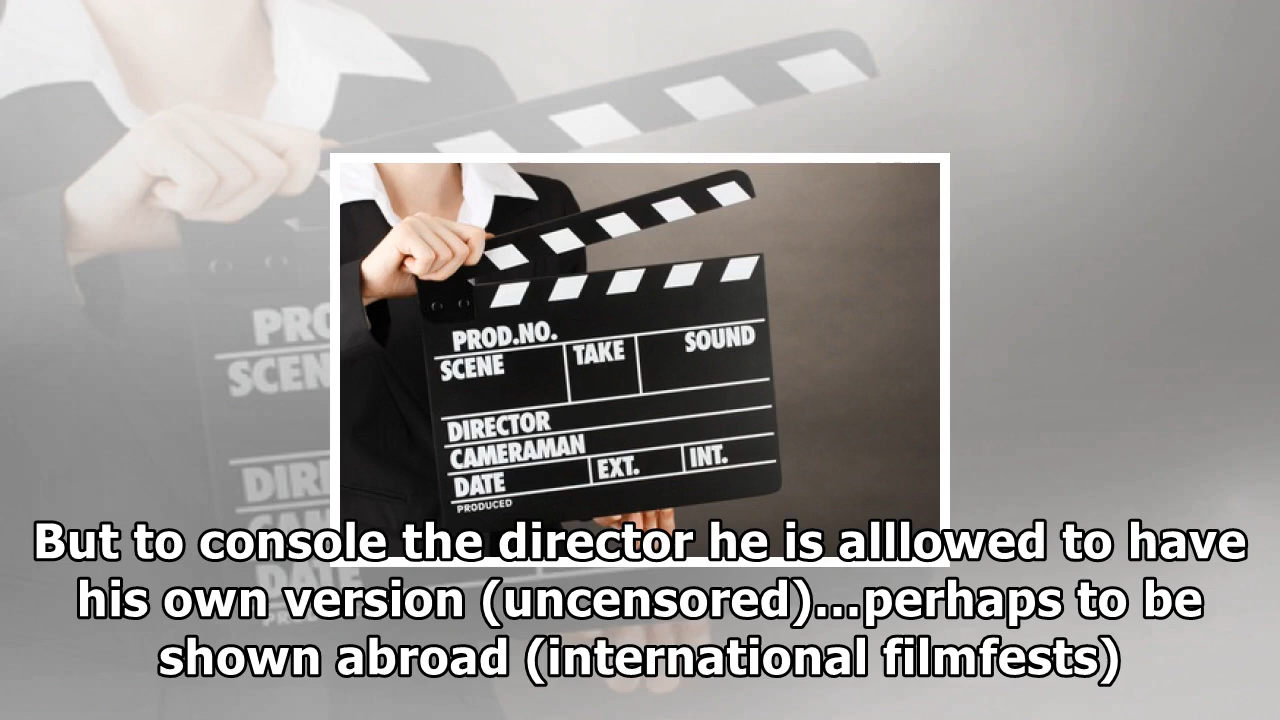 PROD.NO.
SCENE
TAKE
SOUND
DIRECTOR
CAMERAMAN
DATE
EXT.
INT.
PRODUCED
But to console the director he is alllowed to have
his own version (uncensored)...perhaps to be
shown abroad (international filmfests)